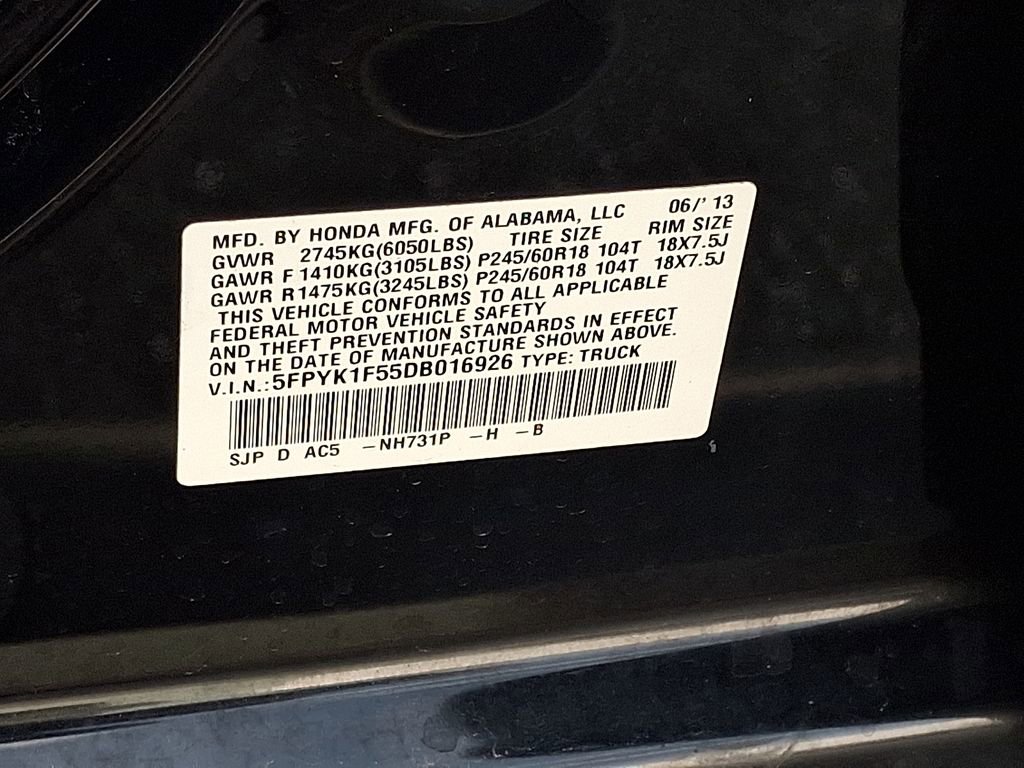 MFD. BY HONDA MFG. OF ALABAMA, LLC 06/' 13
GVWR 2745KG(6050LBS) TIRE SIZE RIM SIZE
GAWR F 1410KG(3105LBS) P245/60R18 104T 18X7.5J
GAWR R1475KG(3245LBS) P245/60R18 104T 18X7.5J
THIS VEHICLE CONFORMS TO ALL APPLICABLE
FEDERAL MOTOR VEHICLE SAFETY
AND THEFT PREVENTION STANDARDS IN EFFECT
ON THE DATE OF MANUFACTURE SHOWN ABOVE.
V.I.N.:5FPYK1F55DB016926 TYPE: TRUCK
SJP D AC5 -NH731P -H -B